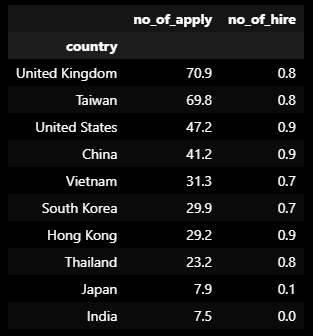 no_of_apply no_of_hire
country
United Kingdom 70.9 0.8
Taiwan 69.8 0.8
United States 47.2 0.9
China 41.2 0.9
Vietnam 31.3 0.7
South Korea 29.9 0.7
Hong Kong 29.2 0.9
Thailand 23.2 0.8
Japan 7.9 0.1
India 7.5 0.0